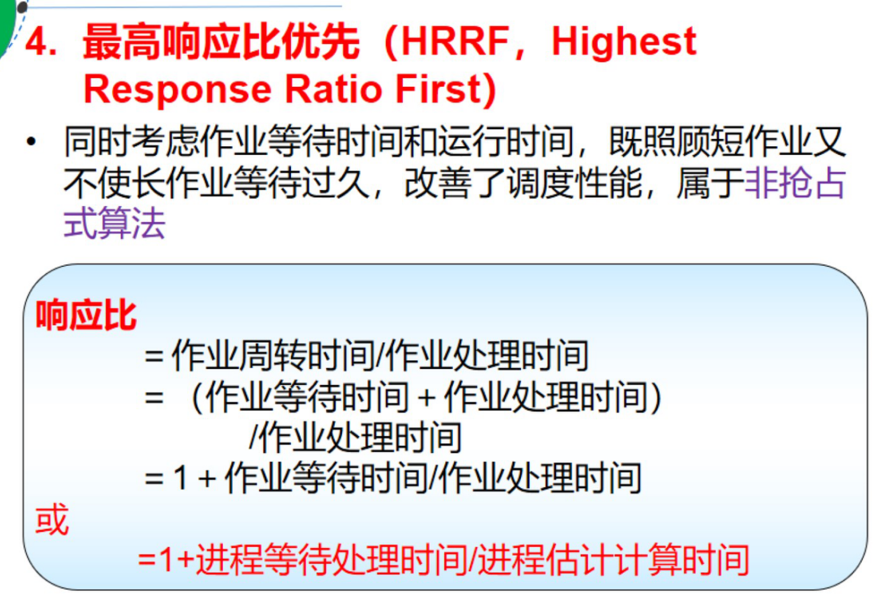 4. 最高响应比优先（HRRF，Highest
Response Ratio First）
• 同时考虑作业等待时间和运行时间，既照顾短作业又
不使长作业等待过久，改善了调度性能，属于非抢占
式算法
响应比
= 作业周转时间/作业处理时间
= （作业等待时间 + 作业处理时间）
/作业处理时间
= 1 + 作业等待时间/作业处理时间
或
=1+进程等待处理时间/进程估计计算时间